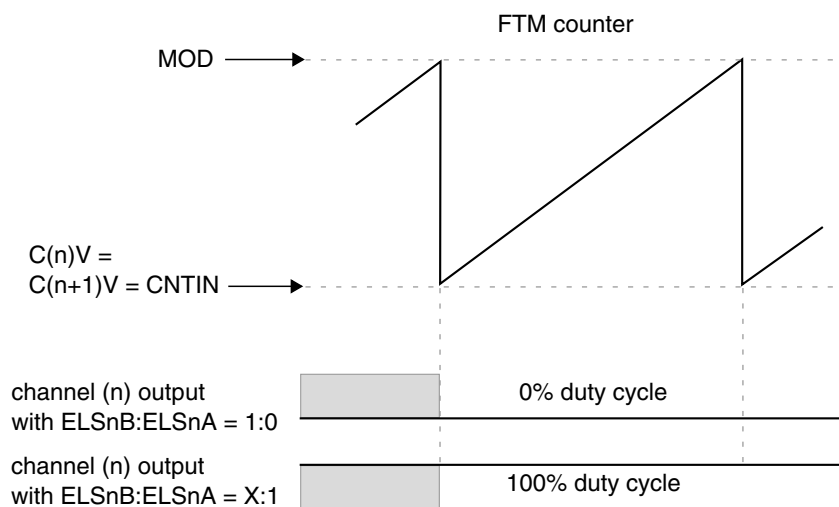 FTM counter
MOD
C(n)V =
C(n+1)V = CNTIN
channel (n) output
with ELSnB:ELSnA = 1:0
0% duty cycle
channel (n) output
with ELSnB:ELSnA = X:1
100% duty cycle